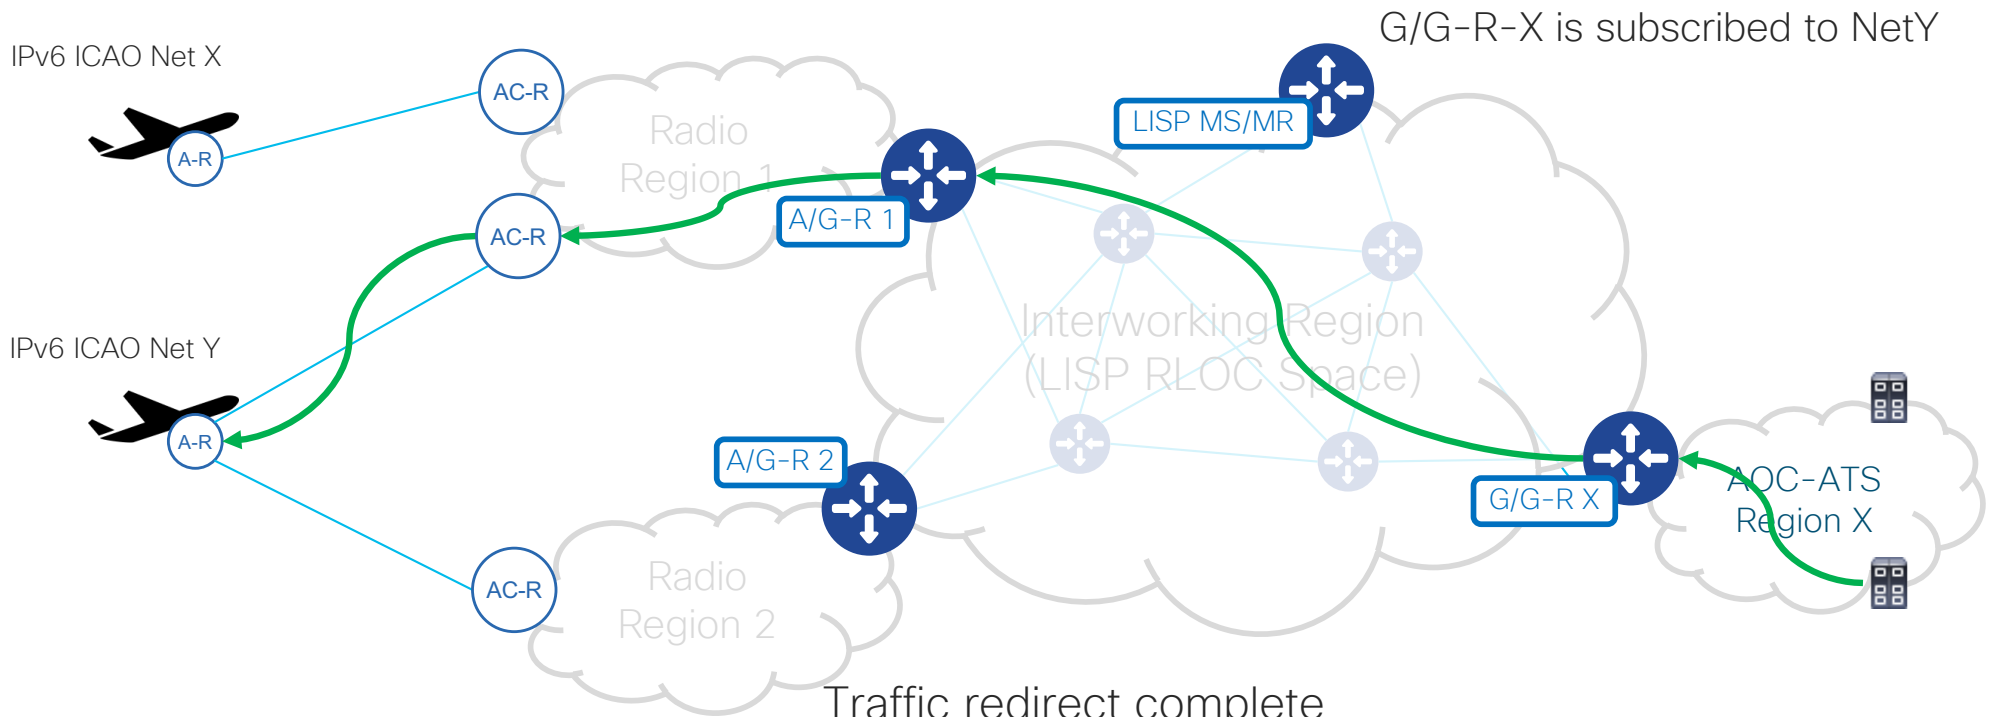 G/G-R-X is subscribed to NetY
IPv6 ICAO Net X
AC-R
Radio
Region 1
LISP MS/MR
A-R
A/G-R 1
AC-R
Interworking Region
(LISP RLOC Space)
IPv6 ICAO Net Y
A-R
A/G-R 2
G/G-R X
AOC-ATS
Region X
AC-R
Radio
Region 2
Traffic redirect complete